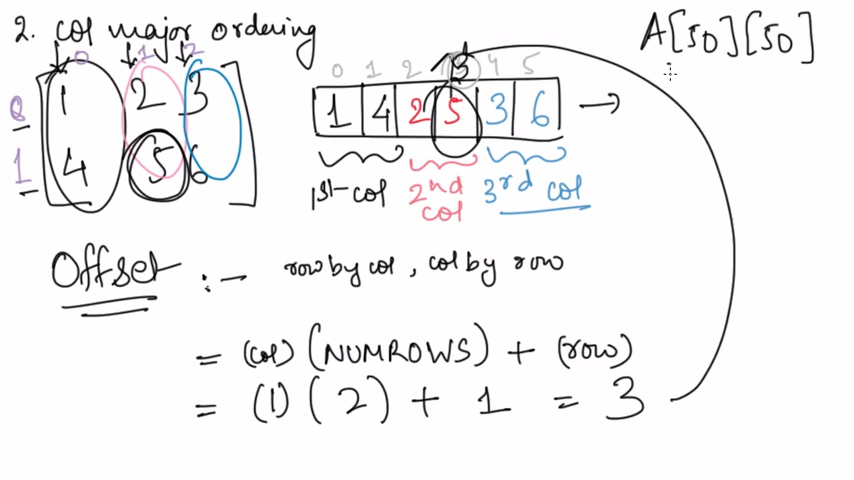 2. col major ordering
A[50][50]
0 1 2
0 1 2 3
1 4 5 6
0 1 2 3 4 5
1 4 2 5 3 6
1st col 2nd col 3rd col
Offset :- row by col, col by row
= (col) (NUMROWS) + (row)
= (1) (2) + 1 = 3